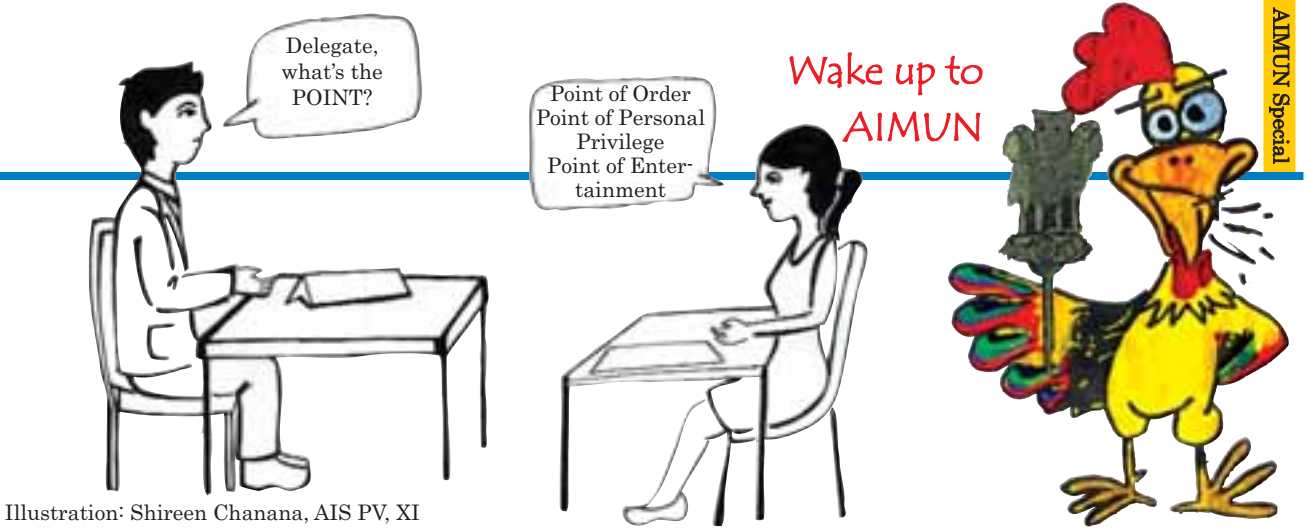 Delegate,
what's the
POINT?
Point of Order
Point of Personal
Privilege
Point of Enter-
tainment
Wake up to
AIMUN
AIMUN Special
Illustration: Shireen Chanana, AIS PV, XI